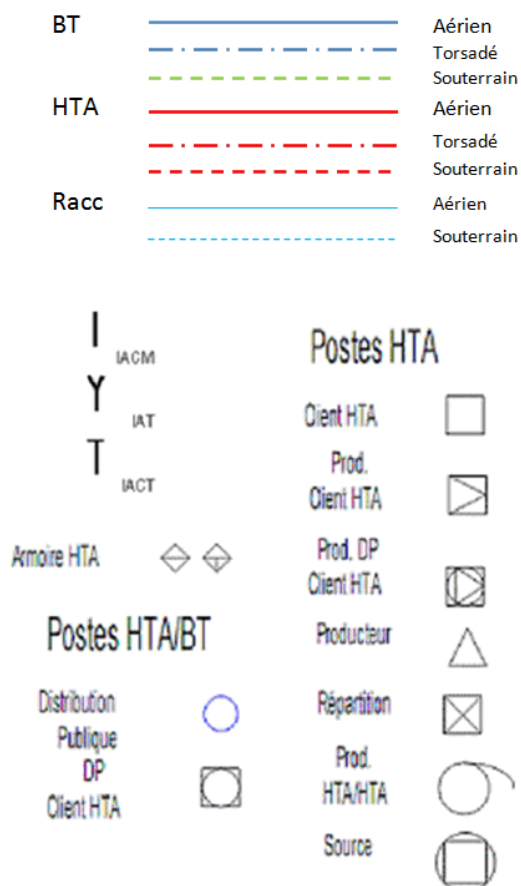 BT Aérien
Torsadé
Souterrain
HTA Aérien
Torsadé
Souterrain
Racc Aérien
Souterrain
IACM
IAT
IACT
Armoire HTA
Postes HTA/BT
Distribution
Publique
DP
Client HTA
Postes HTA
Client HTA
Prod.
Client HTA
Prod. DP
Client HTA
Producteur
Répartition
Prod.
HTA/HTA
Source